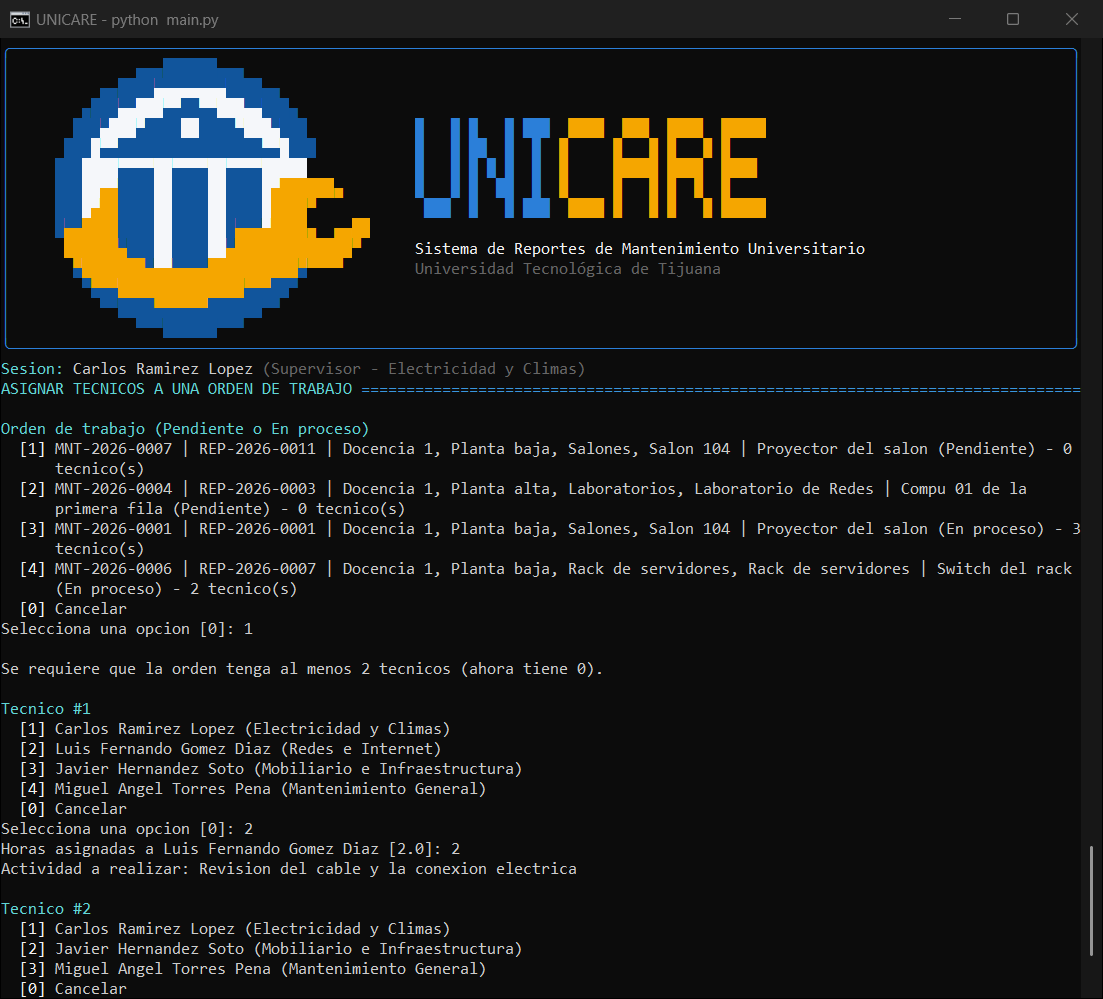 UNICARE - python  main.py
UNICARE
Sistema de Reportes de Mantenimiento Universitario
Universidad Tecnológica de Tijuana
Sesion: Carlos Ramirez Lopez (Supervisor - Electricidad y Climas)
ASIGNAR TECNICOS A UNA ORDEN DE TRABAJO ================================================================================
Orden de trabajo (Pendiente o En proceso)
[1] MNT-2026-0007 | REP-2026-0011 | Docencia 1, Planta baja, Salones, Salon 104 | Proyector del salon (Pendiente) - 0
tecnico(s)
[2] MNT-2026-0004 | REP-2026-0003 | Docencia 1, Planta alta, Laboratorios, Laboratorio de Redes | Compu 01 de la
primera fila (Pendiente) - 0 tecnico(s)
[3] MNT-2026-0001 | REP-2026-0001 | Docencia 1, Planta baja, Salones, Salon 104 | Proyector del salon (En proceso) - 3
tecnico(s)
[4] MNT-2026-0006 | REP-2026-0007 | Docencia 1, Planta baja, Rack de servidores, Rack de servidores | Switch del rack
(En proceso) - 2 tecnico(s)
[0] Cancelar
Selecciona una opcion [0]: 1
Se requiere que la orden tenga al menos 2 tecnicos (ahora tiene 0).
Tecnico #1
[1] Carlos Ramirez Lopez (Electricidad y Climas)
[2] Luis Fernando Gomez Diaz (Redes e Internet)
[3] Javier Hernandez Soto (Mobiliario e Infraestructura)
[4] Miguel Angel Torres Pena (Mantenimiento General)
[0] Cancelar
Selecciona una opcion [0]: 2
Horas asignadas a Luis Fernando Gomez Diaz [2.0]: 2
Actividad a realizar: Revision del cable y la conexion electrica
Tecnico #2
[1] Carlos Ramirez Lopez (Electricidad y Climas)
[2] Javier Hernandez Soto (Mobiliario e Infraestructura)
[3] Miguel Angel Torres Pena (Mantenimiento General)
[0] Cancelar